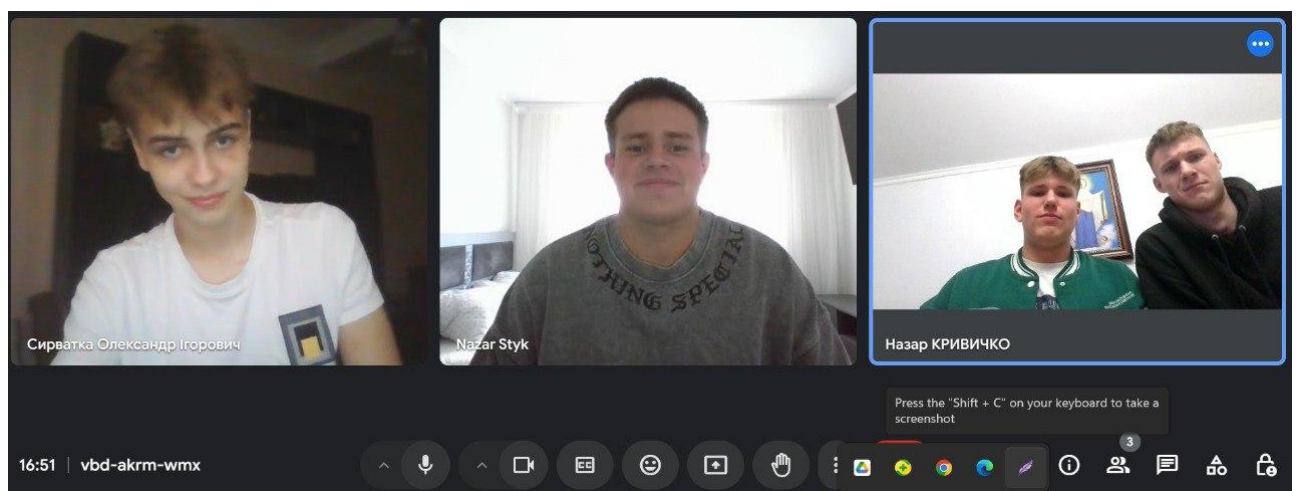 NOTHING SPECIAL
Сирватка Олександр Ігорович
Nazar Styk
Назар КРИВИЧКО
Press the "Shift + C" on your keyboard to take a
screenshot
3
16:51 | vbd-akrm-wmx
CC